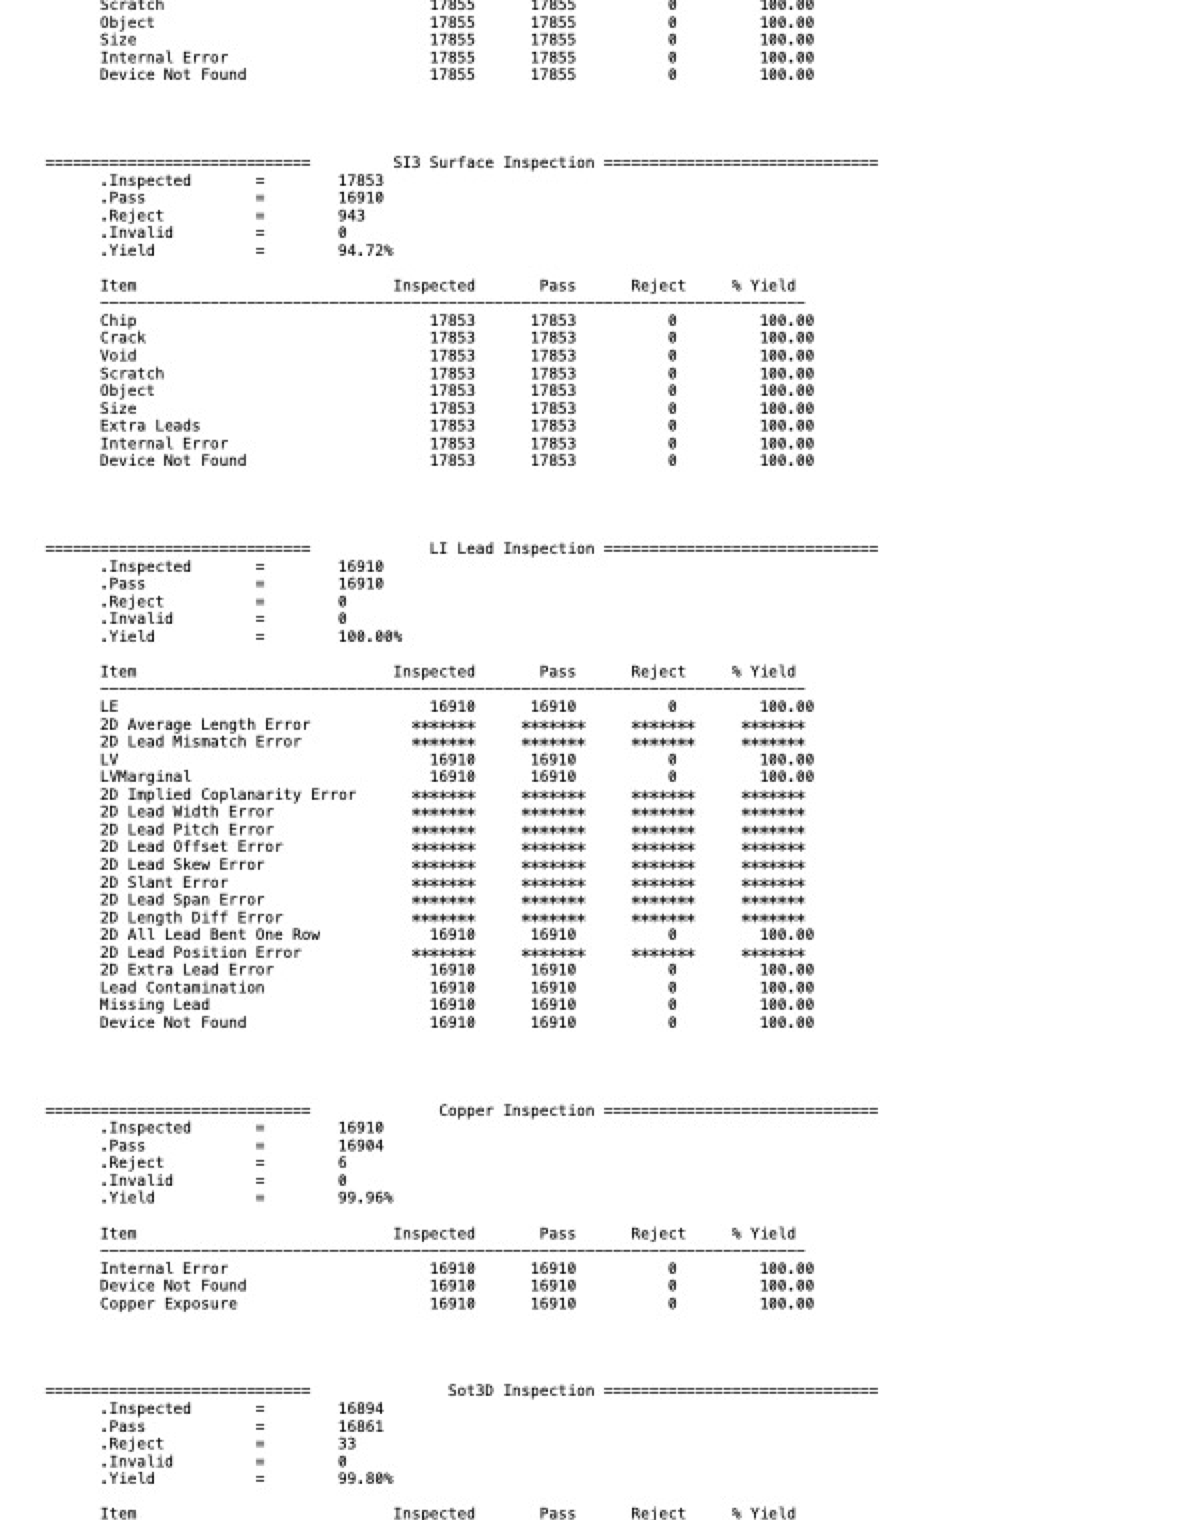 Scratch 17855 17855 0 100.00
Object 17855 17855 0 100.00
Size 17855 17855 0 100.00
Internal Error 17855 17855 0 100.00
Device Not Found 17855 17855 0 100.00
============================= SI3 Surface Inspection ==============================
.Inspected = 17853
.Pass = 16910
.Reject = 943
.Invalid = 0
.Yield = 94.72%
Item Inspected Pass Reject % Yield
-----------------------------------------------------------------------------
Chip 17853 17853 0 100.00
Crack 17853 17853 0 100.00
Void 17853 17853 0 100.00
Scratch 17853 17853 0 100.00
Object 17853 17853 0 100.00
Size 17853 17853 0 100.00
Extra Leads 17853 17853 0 100.00
Internal Error 17853 17853 0 100.00
Device Not Found 17853 17853 0 100.00
============================= LI Lead Inspection ==============================
.Inspected = 16910
.Pass = 16910
.Reject = 0
.Invalid = 0
.Yield = 100.00%
Item Inspected Pass Reject % Yield
-----------------------------------------------------------------------------
LE 16910 16910 0 100.00
2D Average Length Error ******* ******* ******* *******
2D Lead Mismatch Error ******* ******* ******* *******
LV 16910 16910 0 100.00
LVMarginal 16910 16910 0 100.00
2D Implied Coplanarity Error ******* ******* ******* *******
2D Lead Width Error ******* ******* ******* *******
2D Lead Pitch Error ******* ******* ******* *******
2D Lead Offset Error ******* ******* ******* *******
2D Lead Skew Error ******* ******* ******* *******
2D Slant Error ******* ******* ******* *******
2D Lead Span Error ******* ******* ******* *******
2D Length Diff Error ******* ******* ******* *******
2D All Lead Bent One Row 16910 16910 0 100.00
2D Lead Position Error ******* ******* ******* *******
2D Extra Lead Error 16910 16910 0 100.00
Lead Contamination 16910 16910 0 100.00
Missing Lead 16910 16910 0 100.00
Device Not Found 16910 16910 0 100.00
============================= Copper Inspection ==============================
.Inspected = 16910
.Pass = 16904
.Reject = 6
.Invalid = 0
.Yield = 99.96%
Item Inspected Pass Reject % Yield
-----------------------------------------------------------------------------
Internal Error 16910 16910 0 100.00
Device Not Found 16910 16910 0 100.00
Copper Exposure 16910 16910 0 100.00
============================= Sot3D Inspection ==============================
.Inspected = 16894
.Pass = 16861
.Reject = 33
.Invalid = 0
.Yield = 99.80%
Item Inspected Pass Reject % Yield